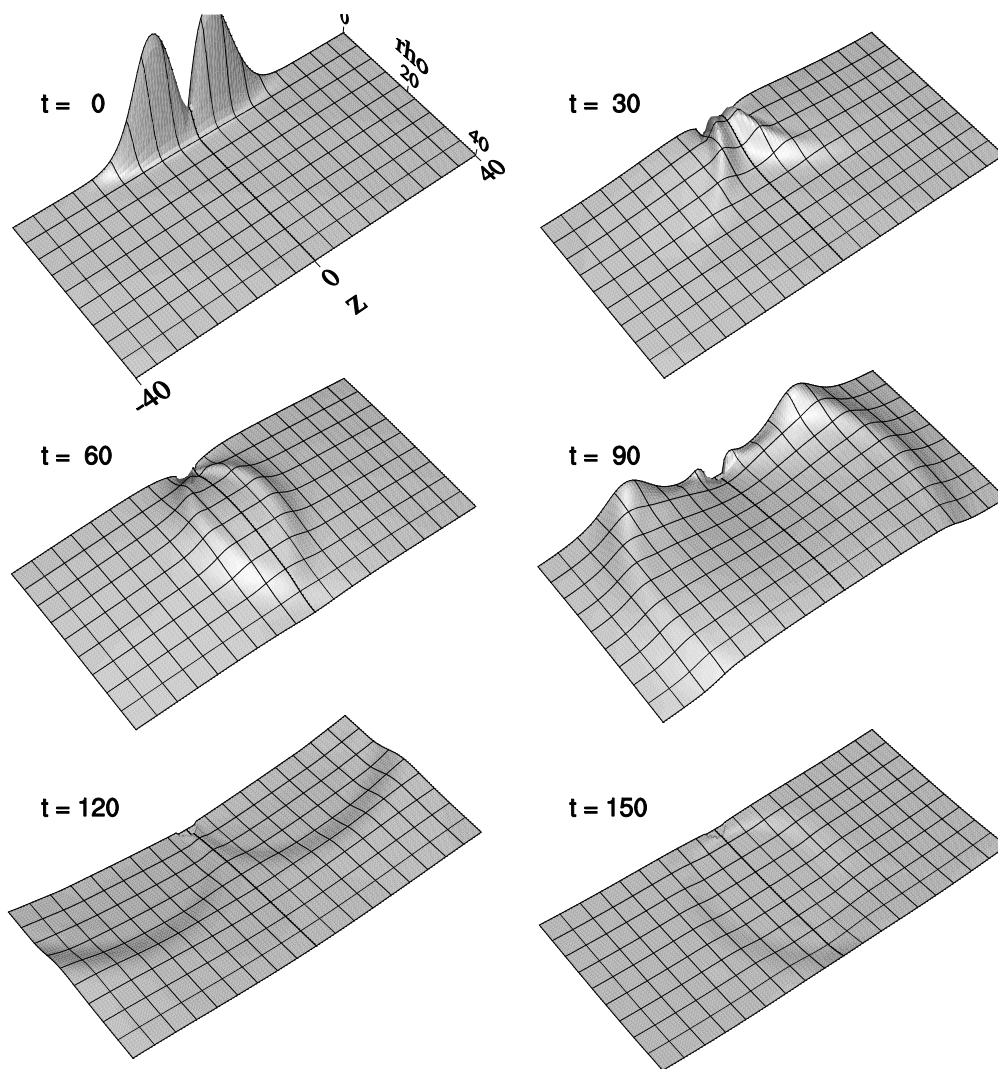 0
rho
20
40
40
t = 0
0
z
-40
t = 30
t = 60
t = 90
t = 120
t = 150